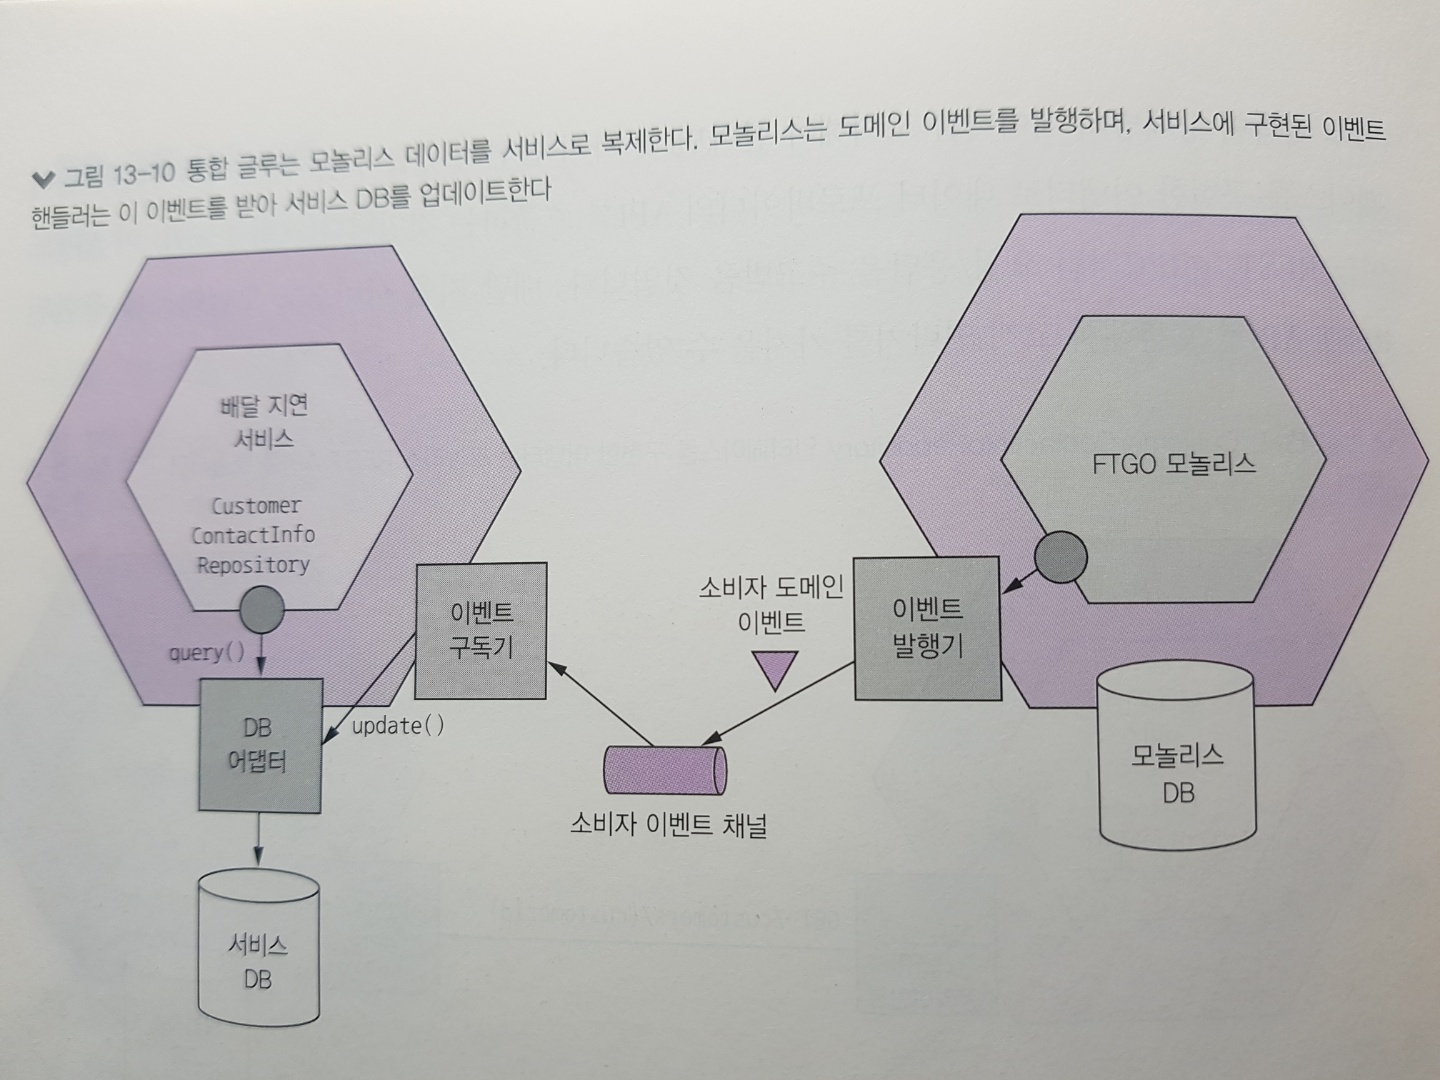 그림 13-10 통합 글루는 모놀리스 데이터를 서비스로 복제한다. 모놀리스는 도메인 이벤트를 발행하며, 서비스에 구현된 이벤트
핸들러는 이 이벤트를 받아 서비스 DB를 업데이트한다
배달 지연
서비스
Customer
ContactInfo
Repository
query()
DB
어댑터
서비스
DB
update()
이벤트
구독기
소비자 도메인
이벤트
소비자 이벤트 채널
이벤트
발행기
FTGO 모놀리스
모놀리스
DB